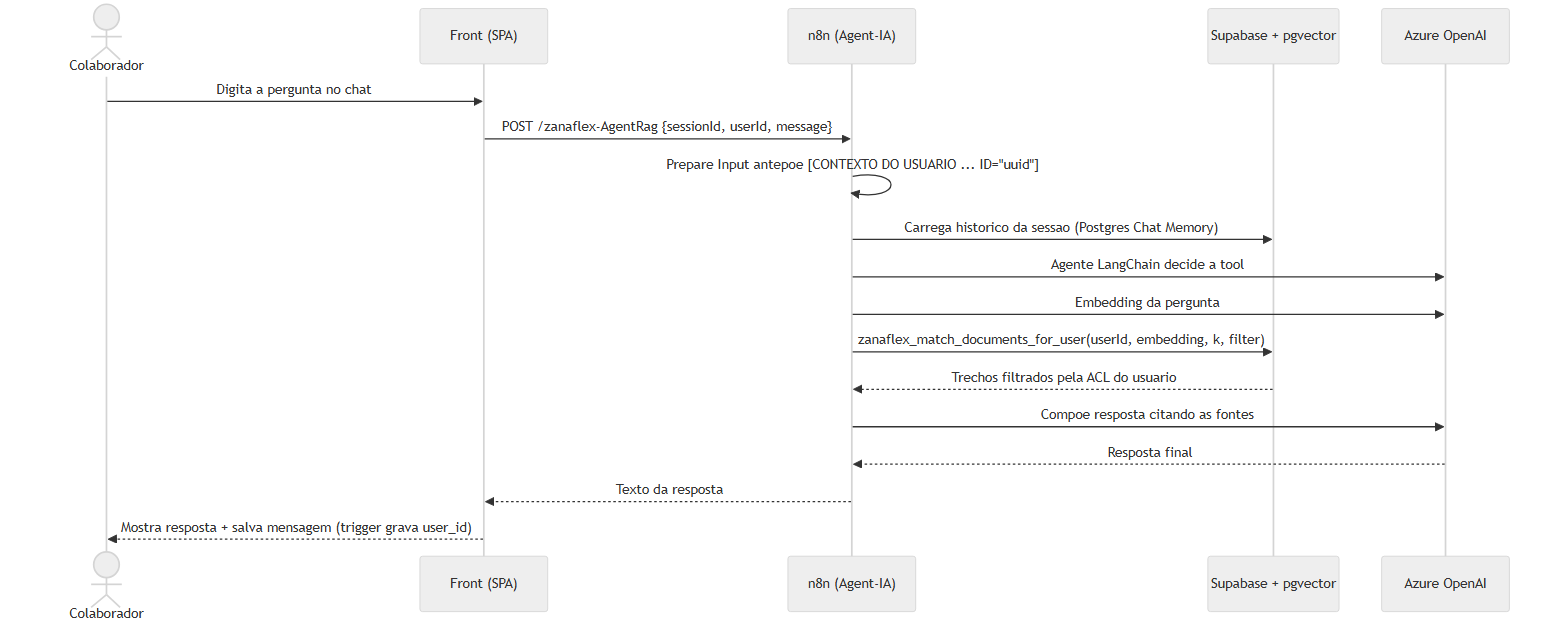 Colaborador
Front (SPA)
n8n (Agent-IA)
Supabase + pgvector
Azure OpenAI
Digita a pergunta no chat
POST /zanaflex-AgentRag {sessionId, userId, message}
Prepare Input antepoe [CONTEXTO DO USUARIO ... ID="uuid"]
Carrega historico da sessao (Postgres Chat Memory)
Agente LangChain decide a tool
Embedding da pergunta
zanaflex_match_documents_for_user(userId, embedding, k, filter)
Trechos filtrados pela ACL do usuario
Compoe resposta citando as fontes
Resposta final
Texto da resposta
Mostra resposta + salva mensagem (trigger grava user_id)
Colaborador
Front (SPA)
n8n (Agent-IA)
Supabase + pgvector
Azure OpenAI